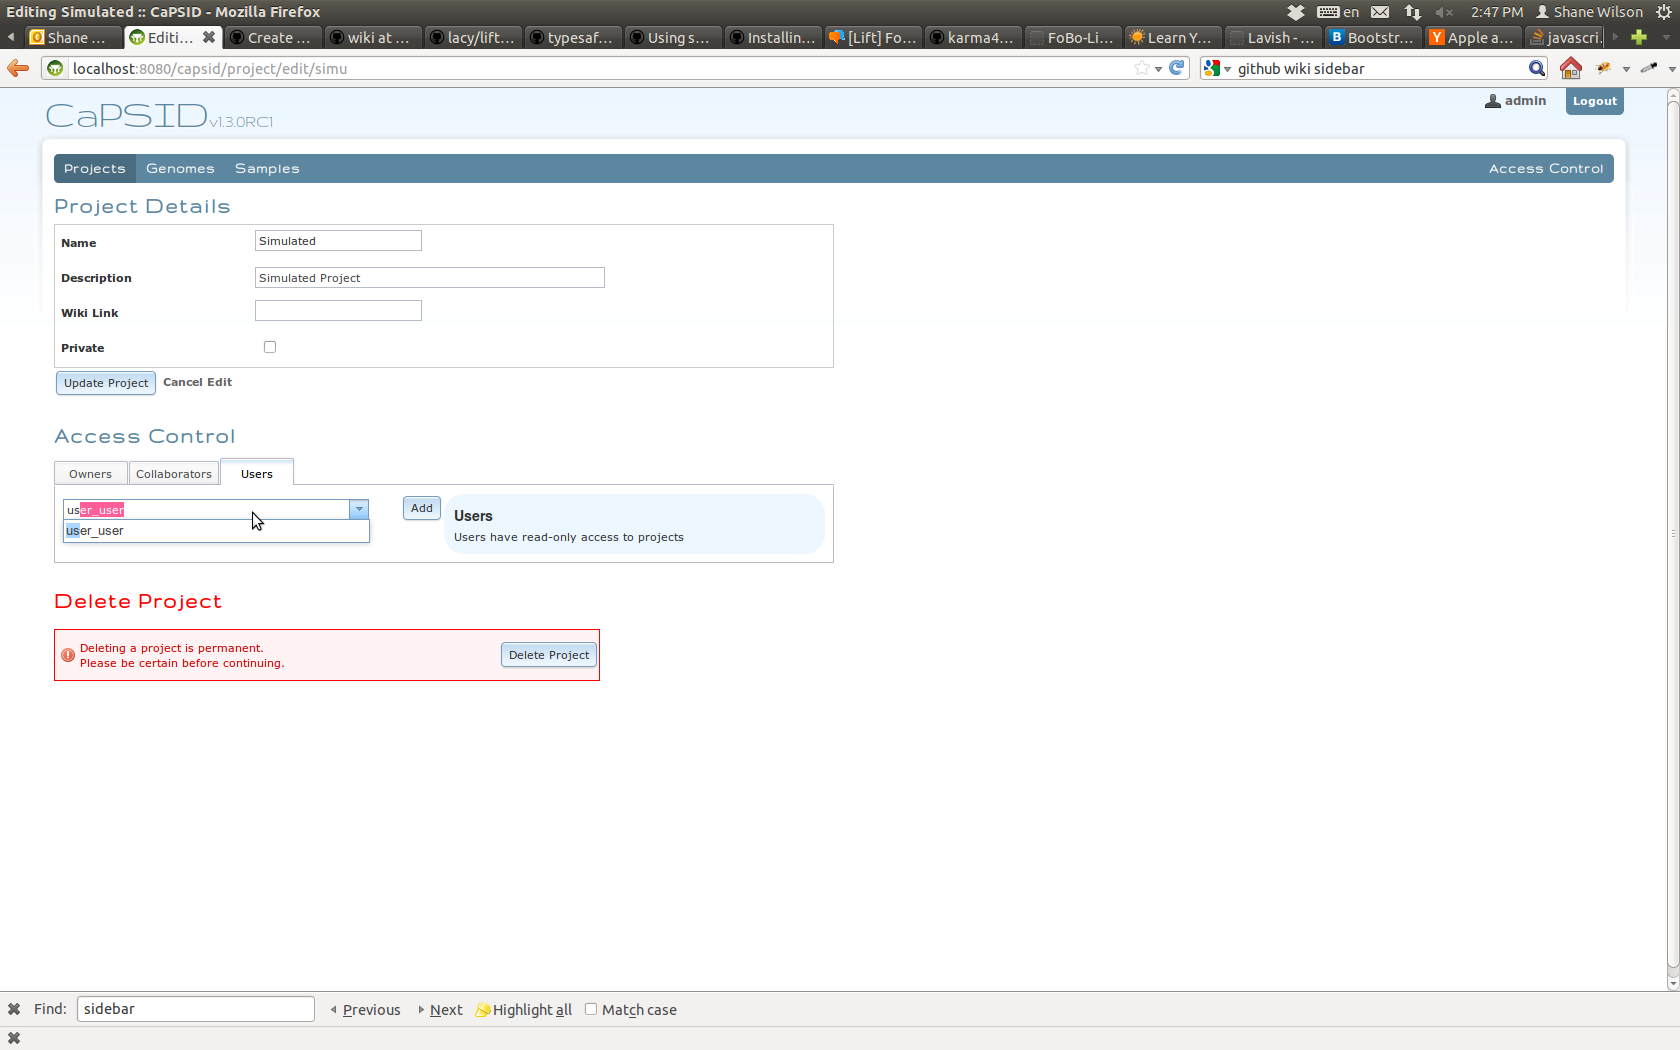 Editing Simulated :: CaPSID - Mozilla Firefox
en
2:47 PM
Shane Wilson
Shane ...
Editi...
Create ...
wiki at ...
lacy/lift...
typesaf...
Using s...
Installin...
[Lift] Fo...
karma4...
FoBo-Li...
Learn Y...
Lavish - ...
B
Bootstr...
Y
Apple a...
javascri.
localhost:8080/capsid/project/edit/simu
github wiki sidebar
CaPSID v1.3.0RC1
admin
Logout
Projects
Genomes
Samples
Access Control
Project Details
Name
Simulated
Description
Simulated Project
Wiki Link
Private
Update Project
Cancel Edit
Access Control
Owners
Collaborators
Users
user_user
Add
user_user
Users
Users have read-only access to projects
Delete Project
Deleting a project is permanent.
Please be certain before continuing.
Delete Project
Find:
sidebar
Previous
Next
Highlight all
Match case